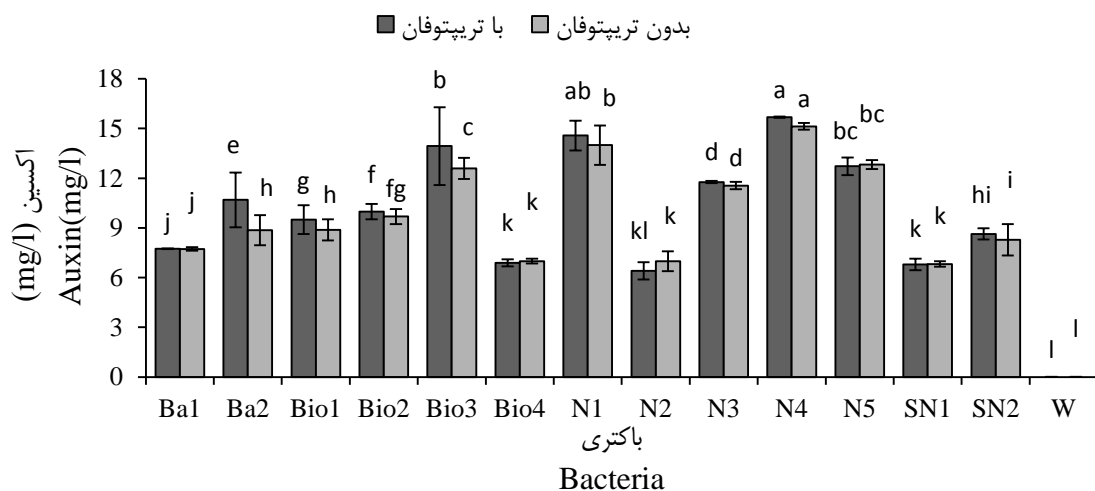 با تریپتوفان بدون تریپتوفان
اکسین (mg/l)
Auxin(mg/l)
18
15
12
9
6
3
0
j j e h g h f fg b c k k ab b kl k d d a a bc bc k k hi i l l
Ba1 Ba2 Bio1 Bio2 Bio3 Bio4 N1 N2 N3 N4 N5 SN1 SN2 W
باکتری
Bacteria